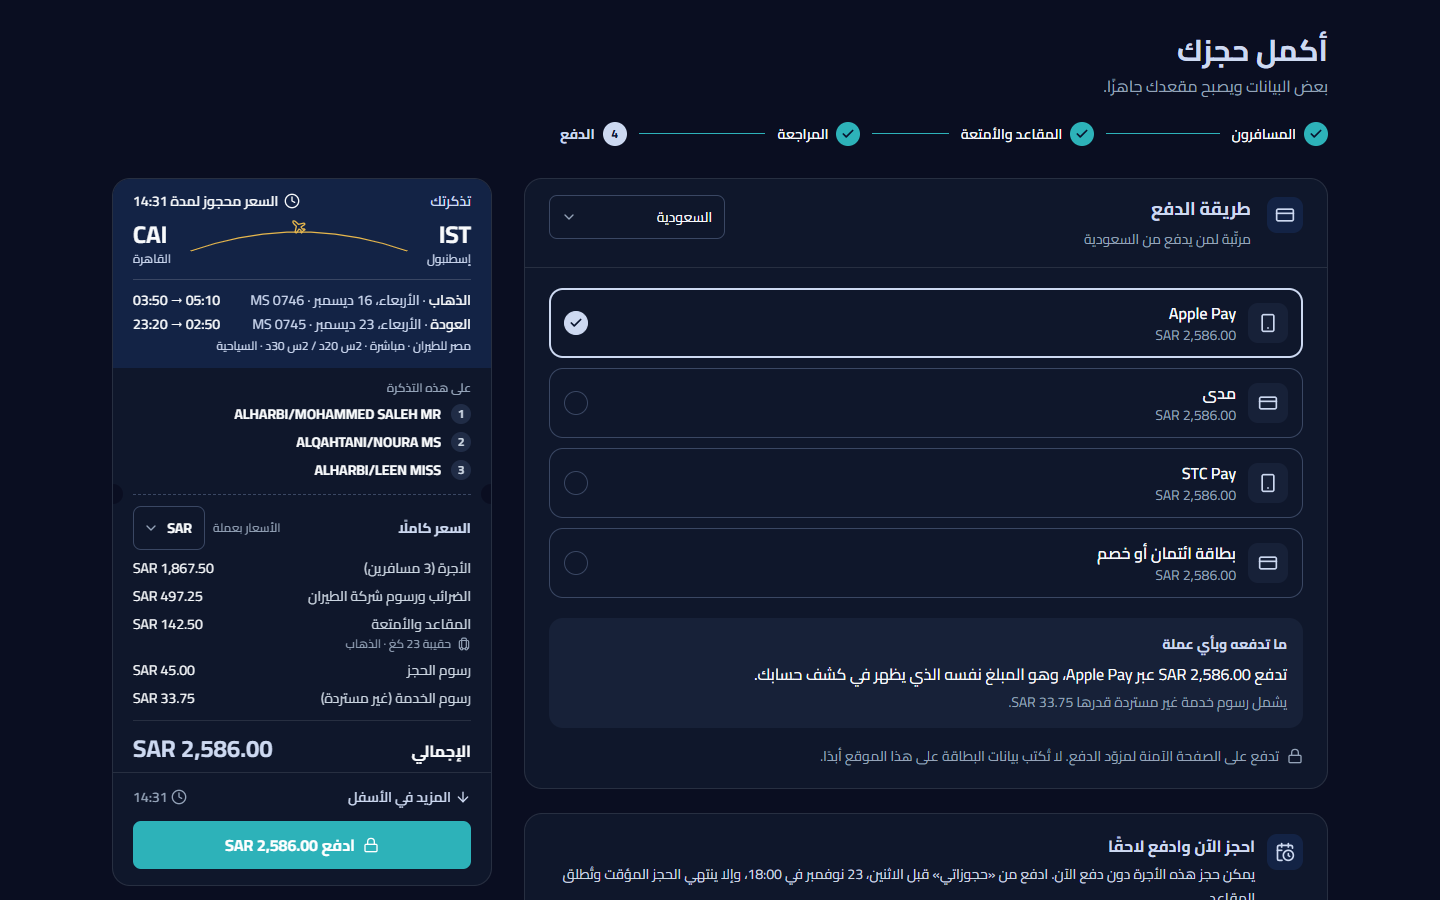 أكمل حجزك
بعض البيانات ويصبح مقعدك جاهزًا.
المسافرون
المقاعد والأمتعة
المراجعة
4 الدفع
طريقة الدفع
مرتّبة لمن يدفع من السعودية
السعودية
Apple Pay
SAR 2,586.00
مدى
SAR 2,586.00
STC Pay
SAR 2,586.00
بطاقة ائتمان أو خصم
SAR 2,586.00
ما تدفعه وبأي عملة
تدفع SAR 2,586.00 عبر Apple Pay، وهو المبلغ نفسه الذي يظهر في كشف حسابك.
يشمل رسوم خدمة غير مستردة قدرها SAR 33.75.
تدفع على الصفحة الآمنة لمزوّد الدفع. لا تُكتب بيانات البطاقة على هذا الموقع أبدًا.
احجز الآن وادفع لاحقًا
يمكن حجز هذه الأجرة دون دفع الآن. ادفع من «حجوزاتي» قبل الاثنين، 23 نوفمبر في 18:00، وإلا ينتهي الحجز المؤقت وتُطلق
المقاعد.
تذكرتك
السعر محجوز لمدة 14:31
IST
CAI
إسطنبول
القاهرة
الذهاب · الأربعاء، 16 ديسمبر · MS 0746
03:50 → 05:10
العودة · الأربعاء، 23 ديسمبر · MS 0745
23:20 → 02:50
مصر للطيران · مباشرة · 2س 20د / 2س 30د · السياحية
على هذه التذكرة
1 ALHARBI/MOHAMMED SALEH MR
2 ALQAHTANI/NOURA MS
3 ALHARBI/LEEN MISS
السعر كاملًا
الأسعار بعملة
SAR
الأجرة (3 مسافرين)
SAR 1,867.50
الضرائب ورسوم شركة الطيران
SAR 497.25
المقاعد والأمتعة
SAR 142.50
حقيبة 23 كغ · الذهاب
رسوم الحجز
SAR 45.00
رسوم الخدمة (غير مستردة)
SAR 33.75
الإجمالي
SAR 2,586.00
المزيد في الأسفل
14:31
ادفع SAR 2,586.00